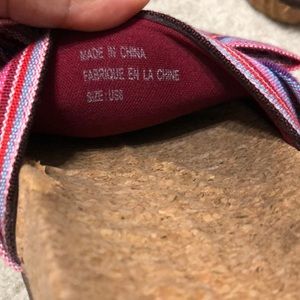 MADE IN CHINA
FABRIQUE EN LA CHINE
SIZE: US8